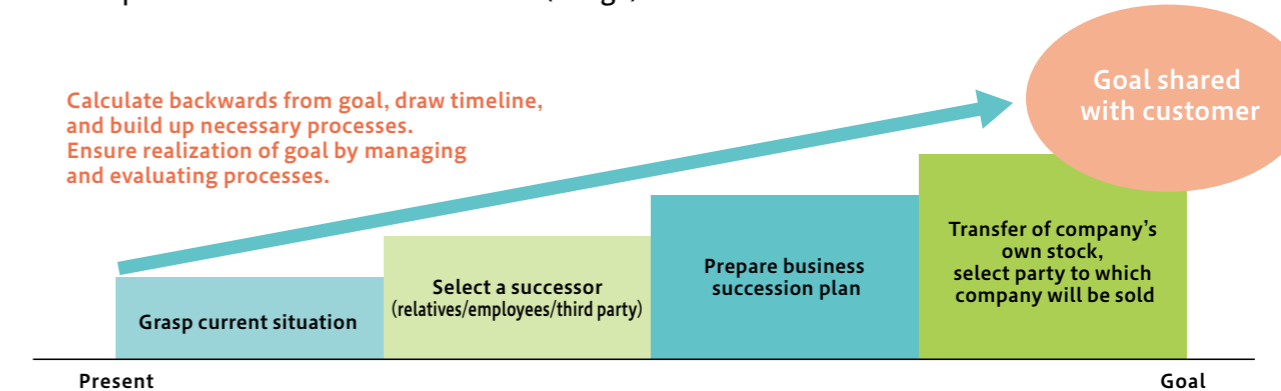 Calculate backwards from goal, draw timeline,
and build up necessary processes.
Ensure realization of goal by managing
and evaluating processes.
Goal shared
with customer
Grasp current situation
Select a successor
(relatives/employees/third party)
Prepare business
succession plan
Transfer of company's
own stock,
select party to which
company will be sold
Present
Goal